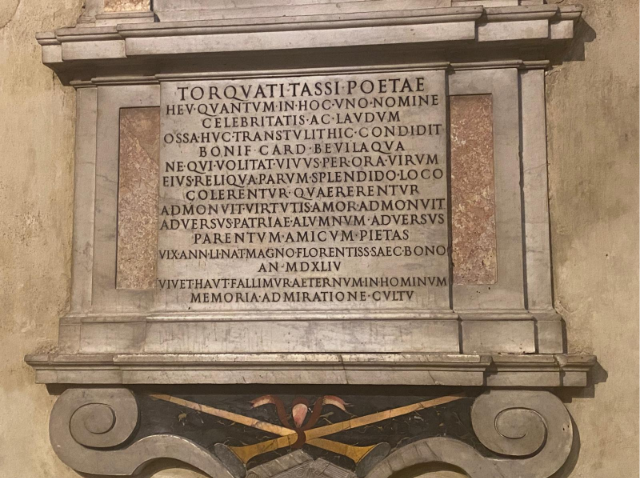 TORQVATI·TASSI·POETAE
HEV·QVANTVM·IN·HOC·VNO·NOMINE
CELEBRITATIS·AC·LAVDVM
OSSA·HVC·TRANSTVLIT·HIC·CONDIDIT
BONIF·CARD·BEVILAQVA
NE·QVI·VOLITAT·VIVVS·PER·ORA·VIRVM
EIVS·RELIQVA·PARVM·SPLENDIDO·LOCO
COLERENTVR·QVAERERENTVR
ADMONVIT·VIRTVTIS·AMOR·ADMONVIT
ADVERSVS·PATRIAE·ALVMNVM·ADVERSVS
PARENTVM·AMICVM·PIETAS
VIX·ANN·LI·NAT·MAGNO·FLORENTISS·SAEC·BONO
AN·MDXLIV
VIVET·HAVT·FALLIMVR·AETERNVM·IN·HOMINVM
MEMORIA·ADMIRATIONE·CVLTV